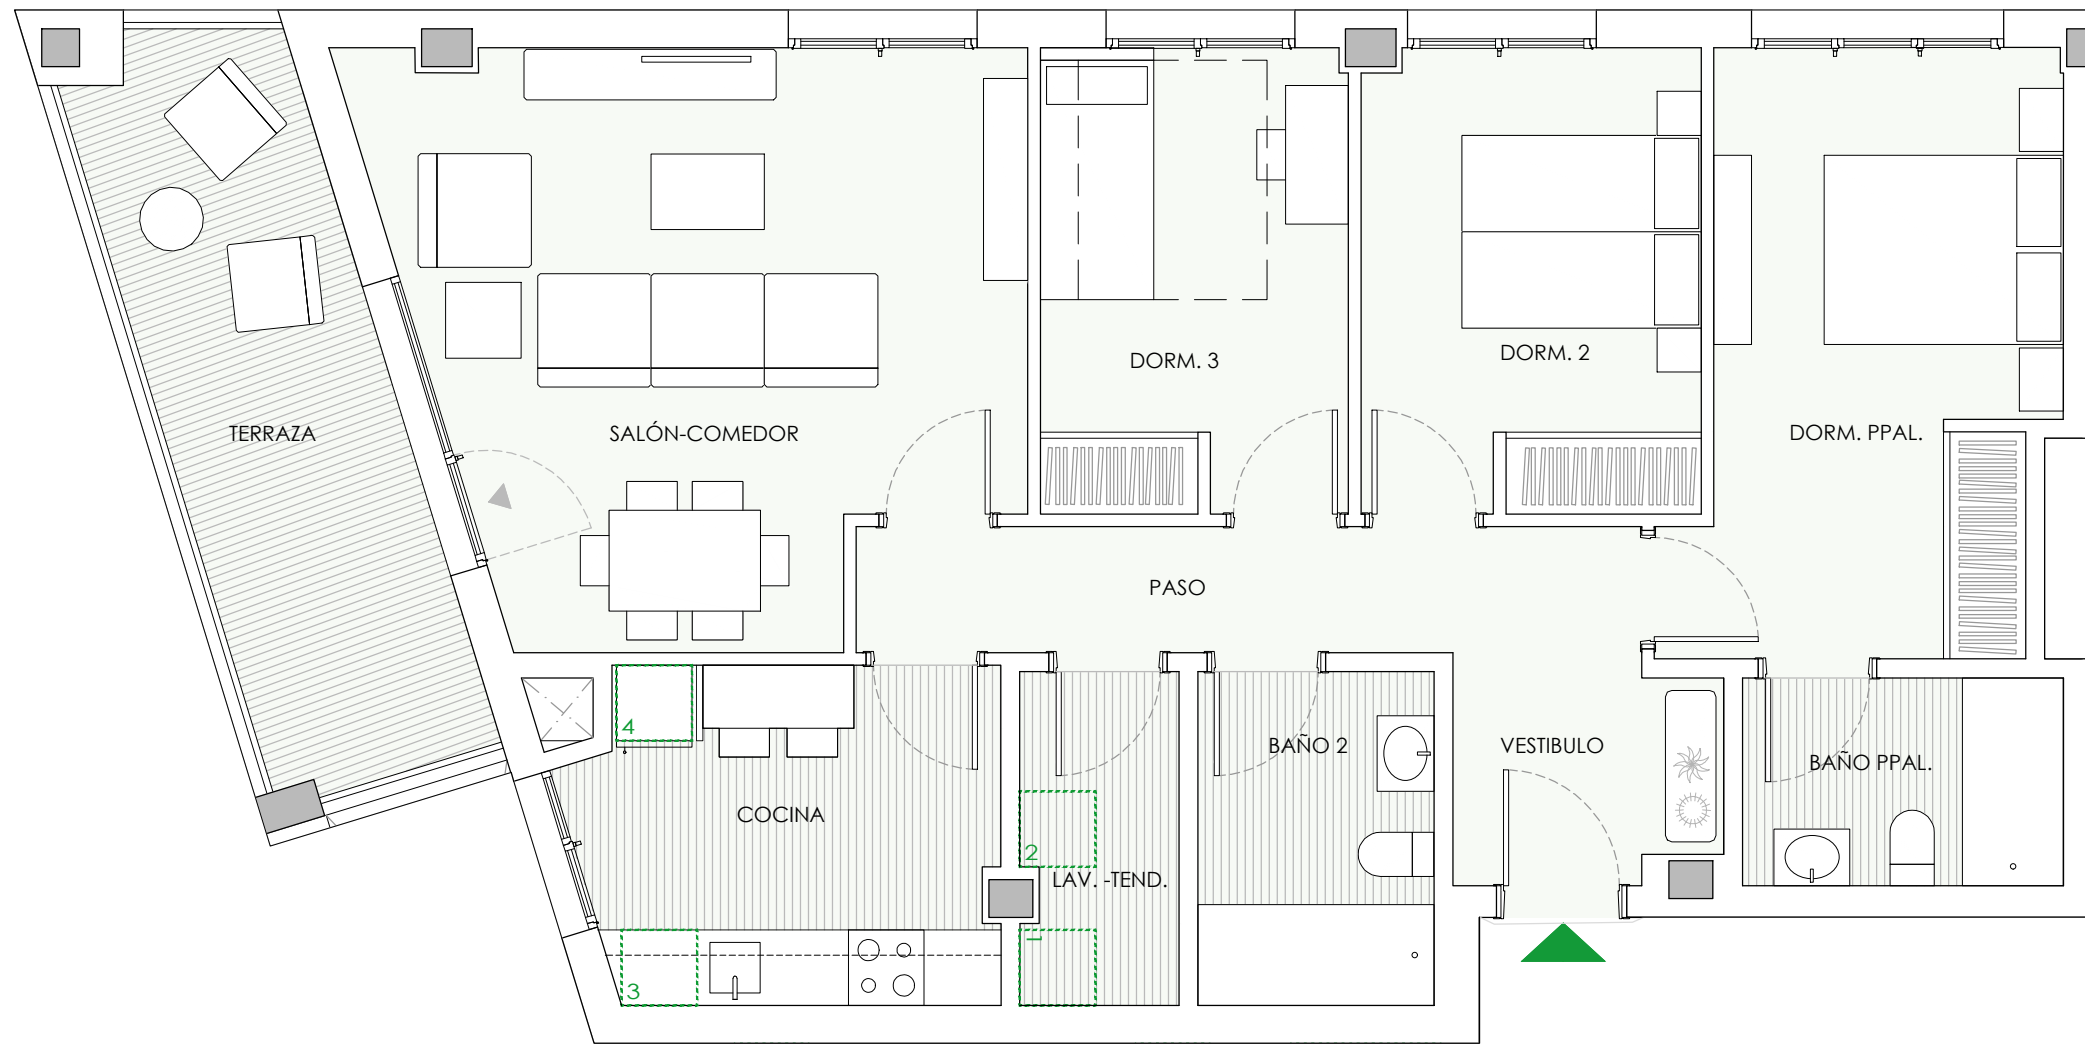 DORM. 3
DORM. 2
TERRAZA
SALÓN-COMEDOR
DORM. PPAL.
PASO
4
BAÑO 2
VESTIBULO
BAÑO PPAL.
COCINA
2
LAV. -TEND.
1
3